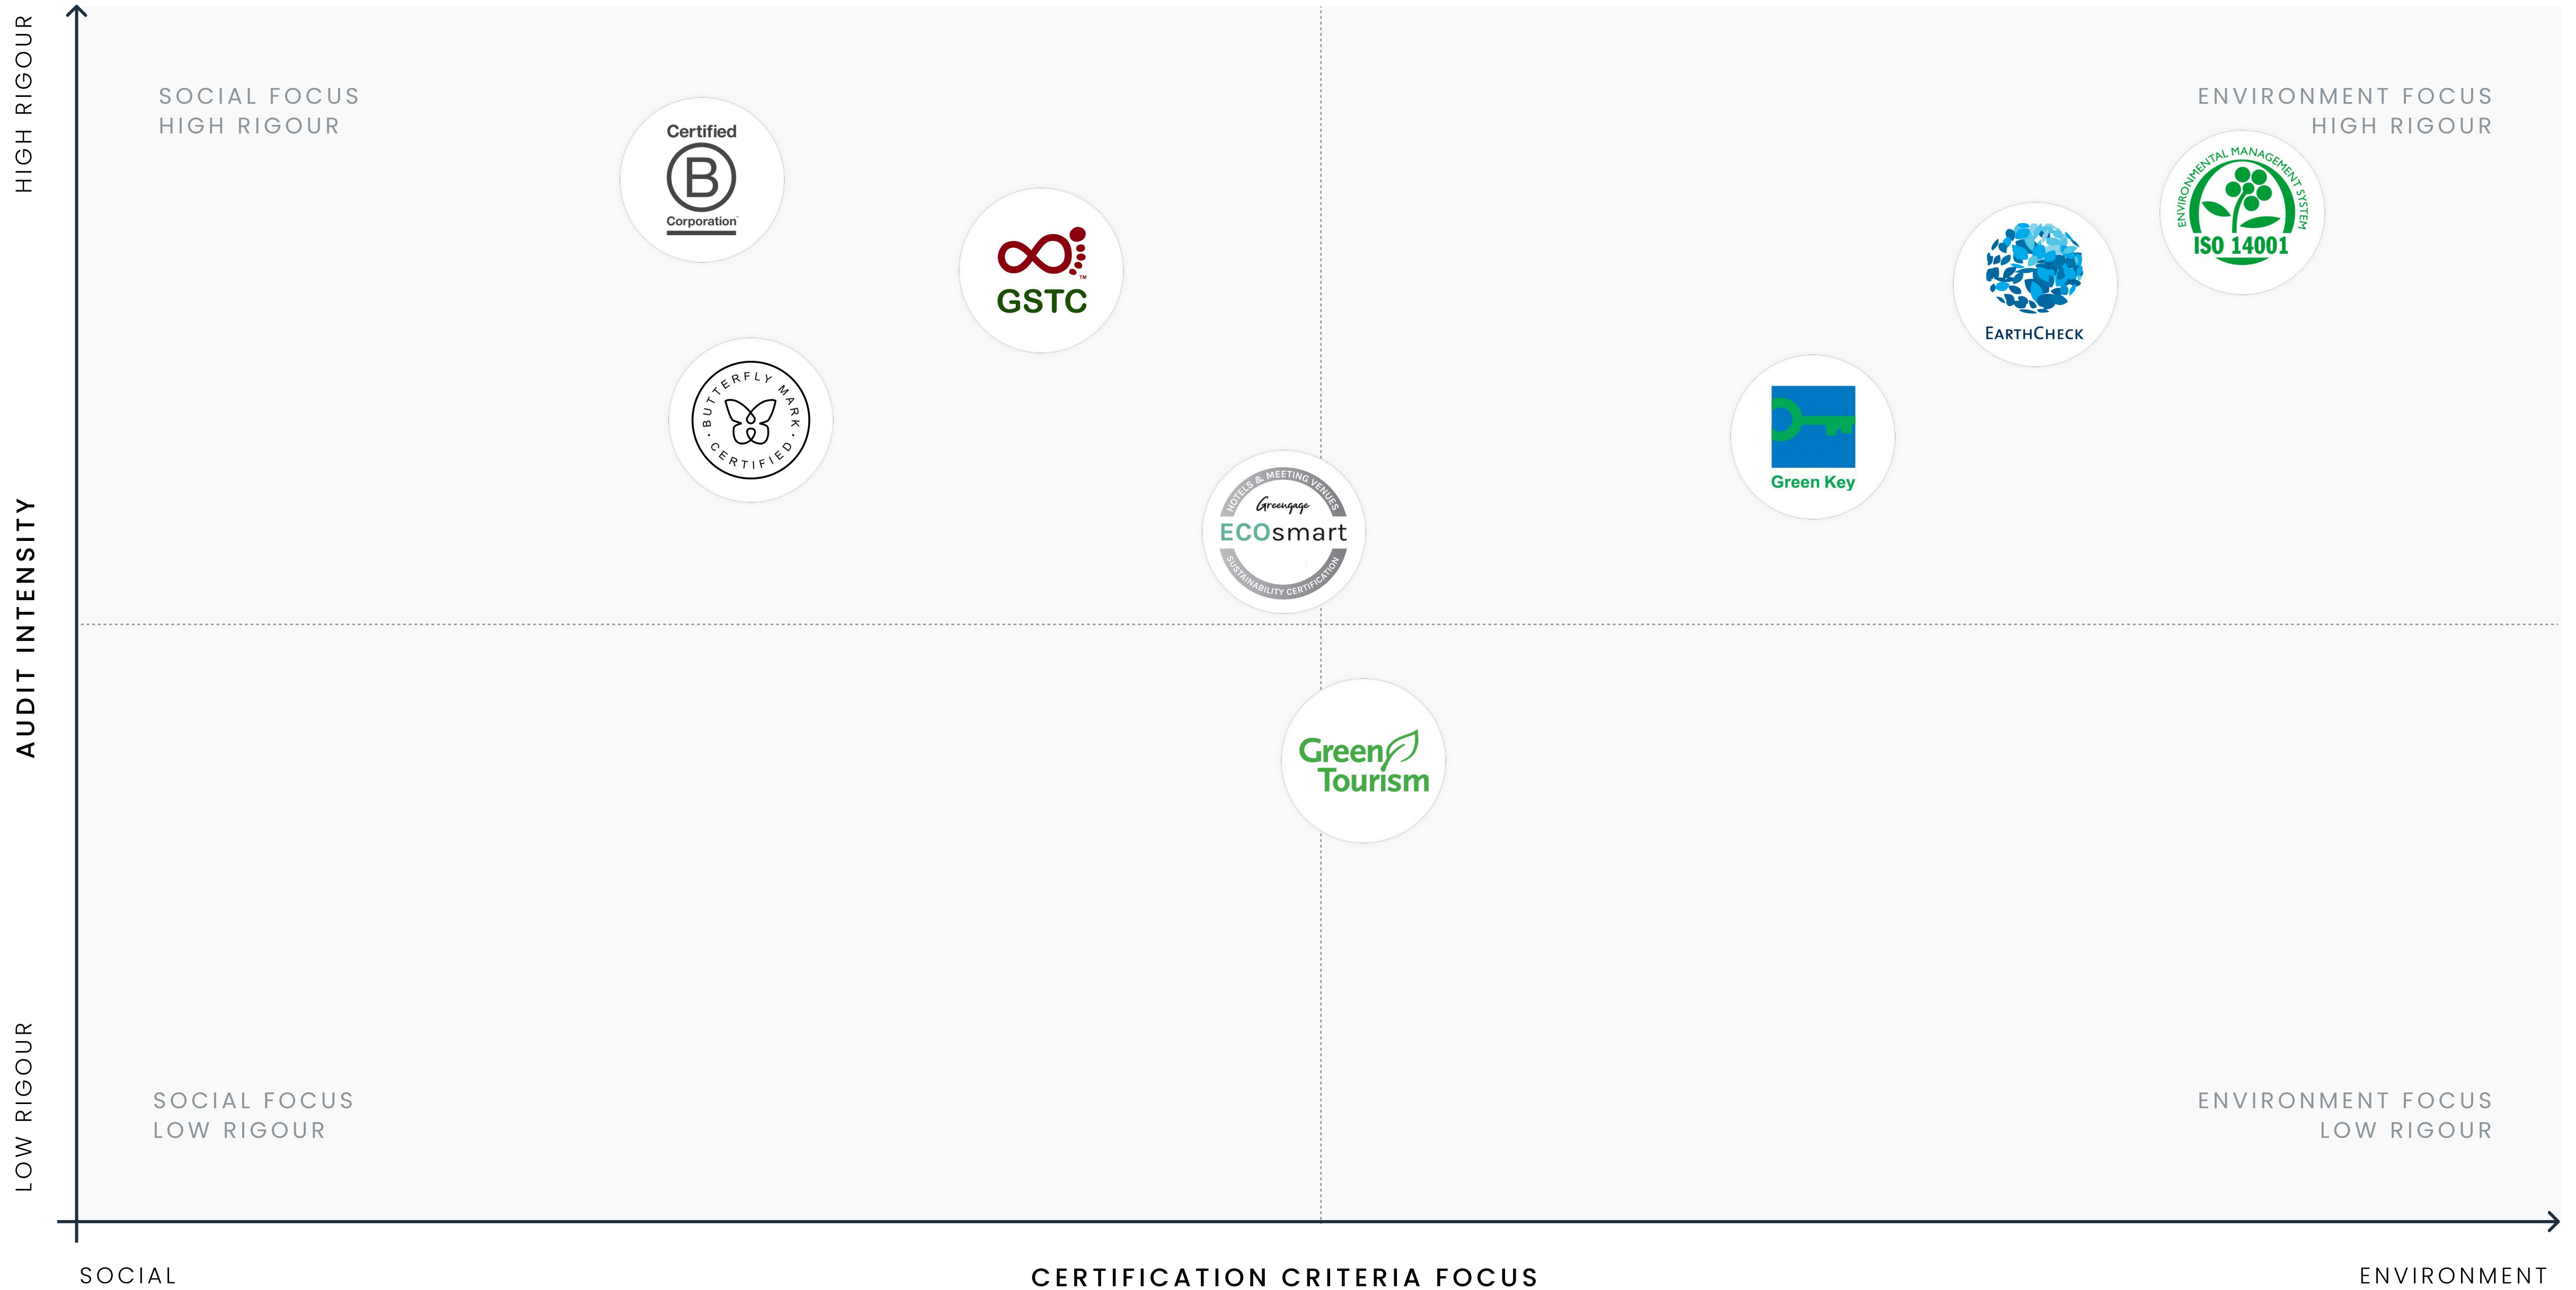 HIGH RIGOUR
AUDIT INTENSITY
LOW RIGOUR
SOCIAL FOCUS
HIGH RIGOUR
ENVIRONMENT FOCUS
HIGH RIGOUR
Certified
B
Corporation
GSTC
TM
ENVIRONMENTAL MANAGEMENT SYSTEM
ISO 14001
EARTHCHECK
BUTTERFLY MARK
· CERTIFIED ·
Green Key
HOTELS & MEETING VENUES
Greengage
ECOsmart
SUSTAINABILITY CERTIFICATION
Green
Tourism
SOCIAL FOCUS
LOW RIGOUR
ENVIRONMENT FOCUS
LOW RIGOUR
SOCIAL
CERTIFICATION CRITERIA FOCUS
ENVIRONMENT